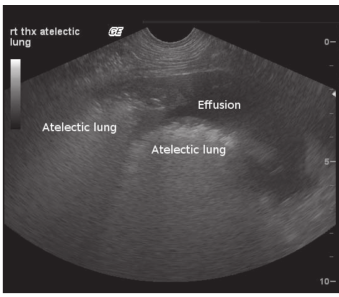 rt thx atelectic
lung
GE
0-
Effusion
Atelectic lung
Atelectic lung
5-
10-